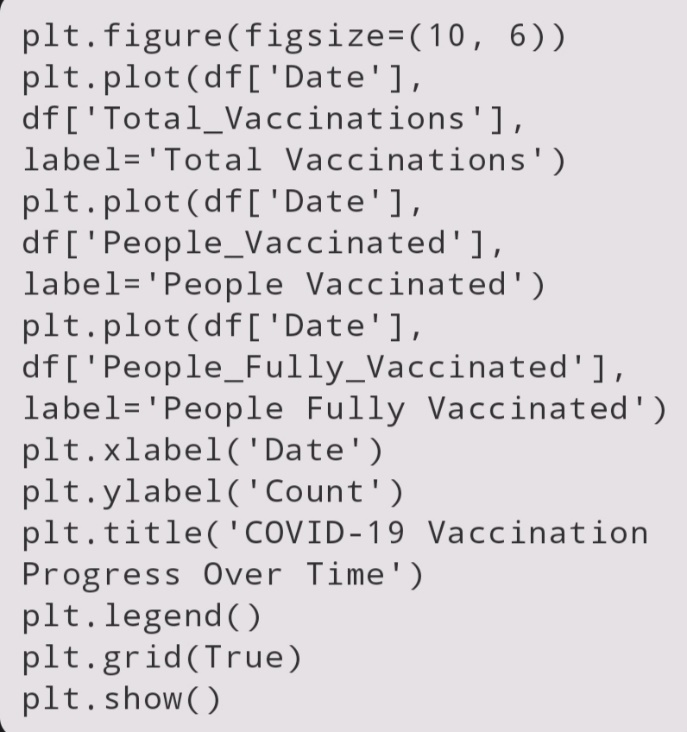 plt.figure(figsize=(10, 6))
plt.plot(df['Date'],
df['Total_Vaccinations'],
label='Total Vaccinations')
plt.plot(df['Date'],
df['People_Vaccinated'],
label='People Vaccinated')
plt.plot(df['Date'],
df['People_Fully_Vaccinated'],
label='People Fully Vaccinated')
plt.xlabel('Date')
plt.ylabel('Count')
plt.title('COVID-19 Vaccination
Progress Over Time')
plt.legend()
plt.grid(True)
plt.show()